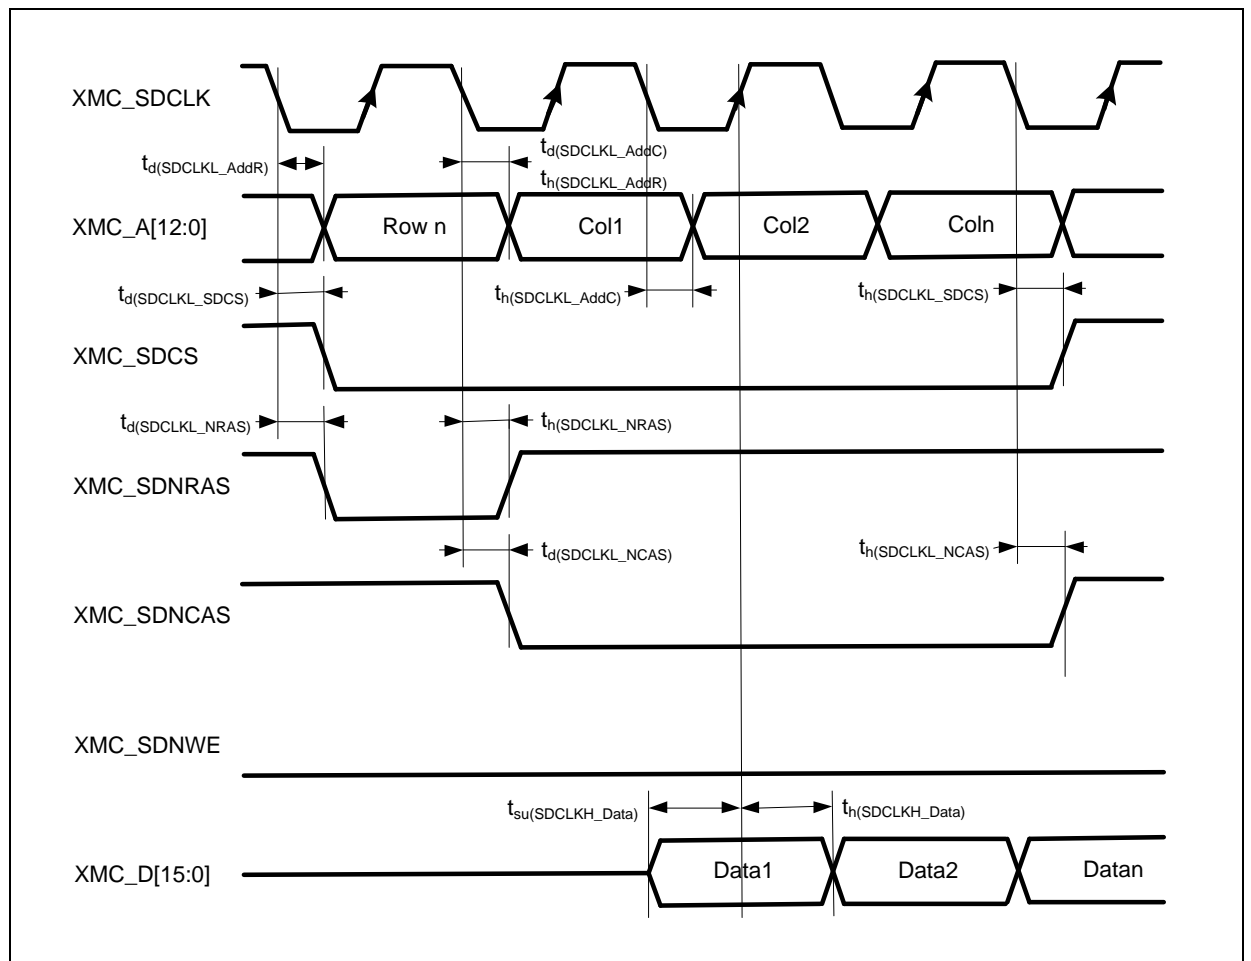 XMC_SDCLK
td(SDCLKL_AddR)
td(SDCLKL_AddC)
th(SDCLKL_AddR)
XMC_A[12:0]
Row n
Col1
Col2
Coln
td(SDCLKL_SDCS)
th(SDCLKL_AddC)
th(SDCLKL_SDCS)
XMC_SDCS
td(SDCLKL_NRAS)
th(SDCLKL_NRAS)
XMC_SDNRAS
td(SDCLKL_NCAS)
th(SDCLKL_NCAS)
XMC_SDNCAS
XMC_SDNWE
tsu(SDCLKH_Data)
th(SDCLKH_Data)
XMC_D[15:0]
Data1
Data2
Datan